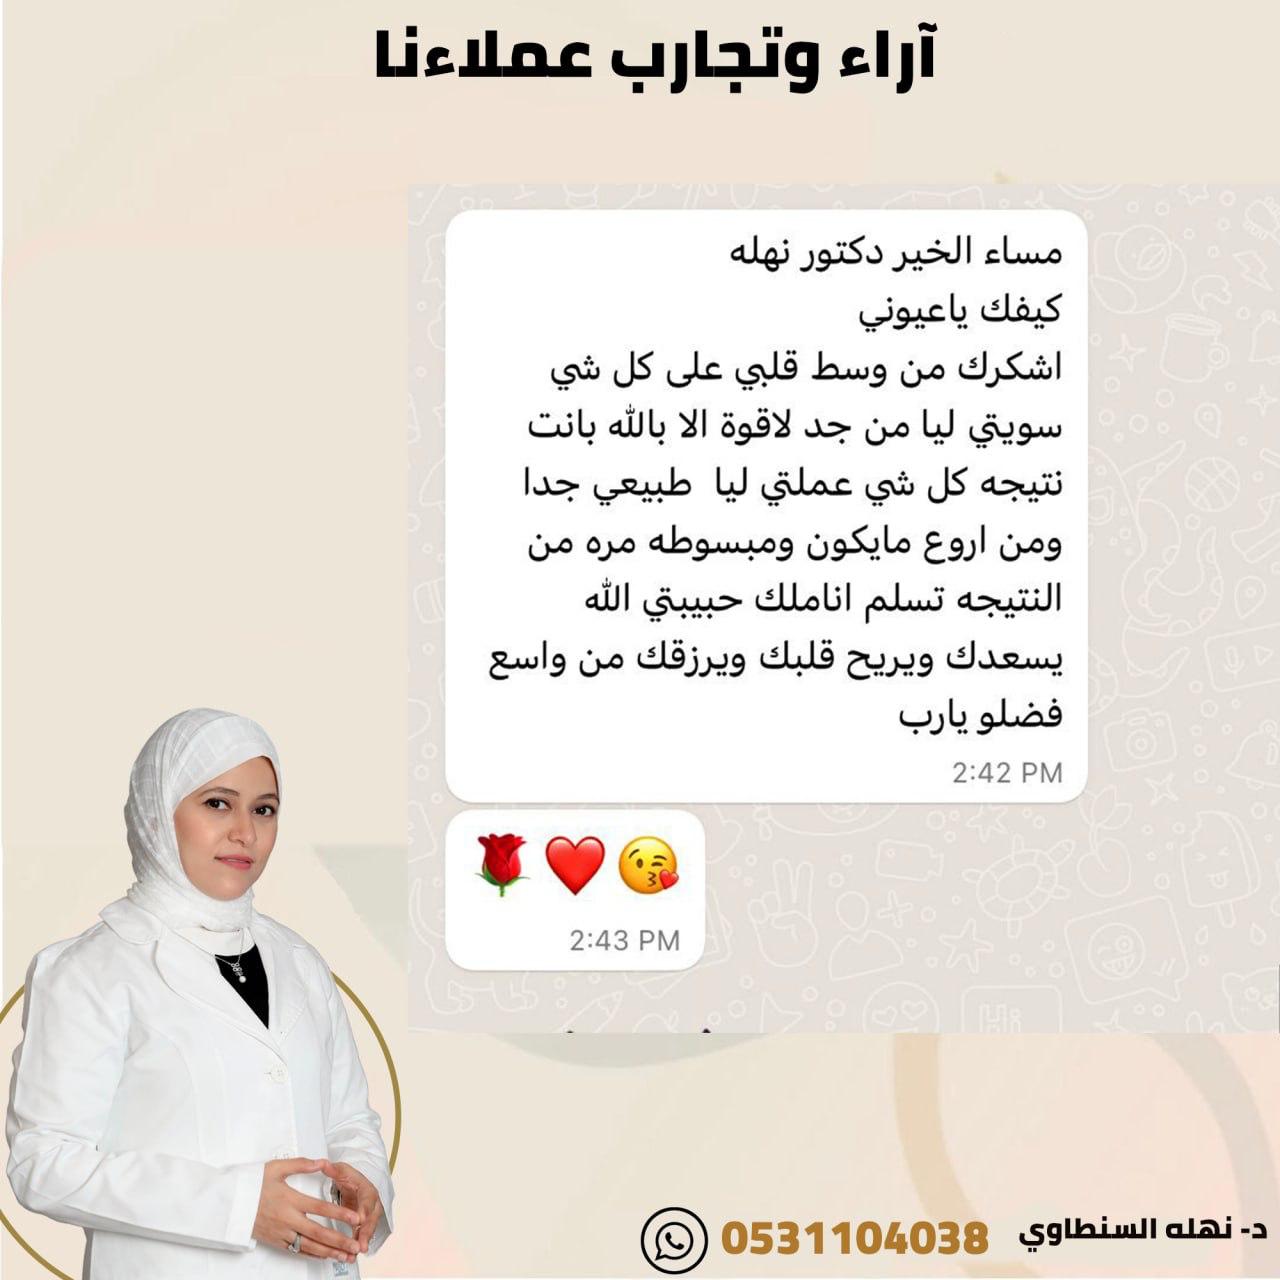 آراء وتجارب عملاءنا
مساء الخير دكتور نهله
كيفك ياعيوني
اشكرك من وسط قلبي على كل شي
سويتي ليا من جد لاقوة الا بالله بانت
نتيجه كل شي عملتي ليا  طبيعي جدا
ومن اروع مايكون ومبسوطه مره من
النتيجه تسلم اناملك حبيبتي الله
يسعدك ويريح قلبك ويرزقك من واسع
فضلو يارب
2:42 PM
🌹❤️😘
2:43 PM
د- نهله السنطاوي 0531104038